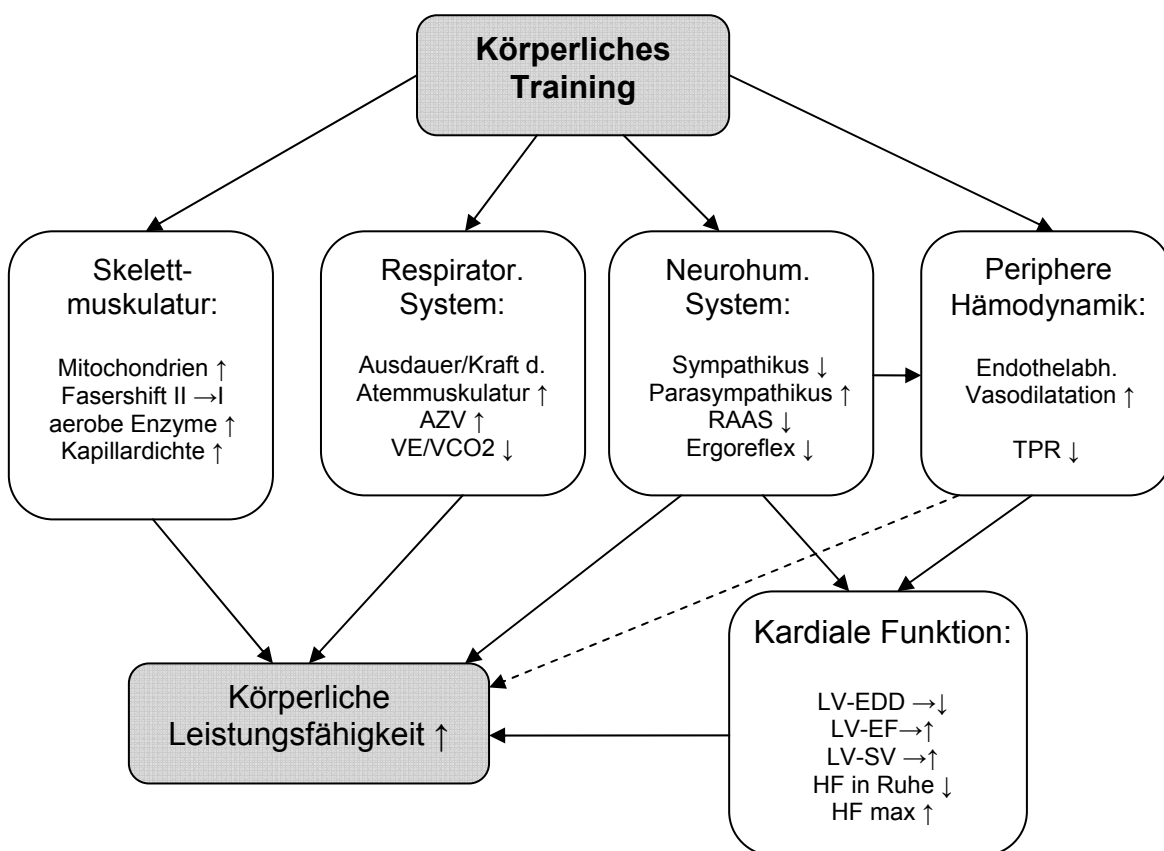 Körperliches
Training
Skelett-
muskulatur:
Mitochondrien ↑
Fasershift II →I
aerobe Enzyme ↑
Kapillardichte ↑
Respirator.
System:
Ausdauer/Kraft d.
Atemmuskulatur ↑
AZV ↑
VE/VCO2 ↓
Neurohum.
System:
Sympathikus ↓
Parasympathikus ↑
RAAS ↓
Ergoreflex ↓
Periphere
Hämodynamik:
Endothelabh.
Vasodilatation ↑
TPR ↓
Kardiale Funktion:
LV-EDD →↓
LV-EF→↑
LV-SV →↑
HF in Ruhe ↓
HF max ↑
Körperliche
Leistungsfähigkeit ↑